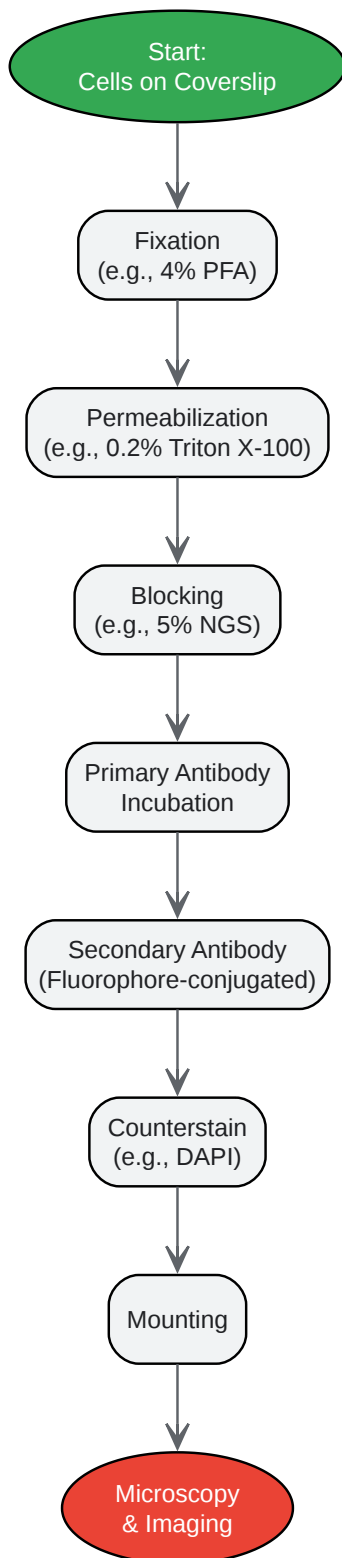 Start:
Cells on Coverslip
Fixation
(e.g., 4% PFA)
Permeabilization
(e.g., 0.2% Triton X-100)
Blocking
(e.g., 5% NGS)
Primary Antibody
Incubation
Secondary Antibody
(Fluorophore-conjugated)
Counterstain
(e.g., DAPI)
Mounting
Microscopy
& Imaging